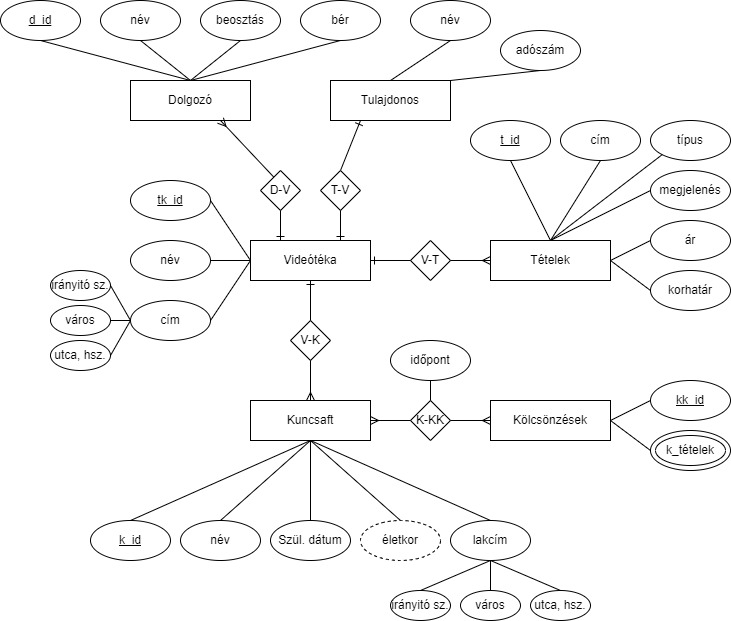 d_id
név
beosztás
bér
név
adószám
Dolgozó
Tulajdonos
t_id
cím
típus
D-V
T-V
megjelenés
tk_id
név
Videótéka
V-T
Tételek
ár
irányító sz.
város
utca, hsz.
cím
korhatár
V-K
időpont
Kuncsaft
K-KK
Kölcsönzések
kk_id
k_tételek
k_id
név
Szül. dátum
életkor
lakcím
irányító sz.
város
utca, hsz.